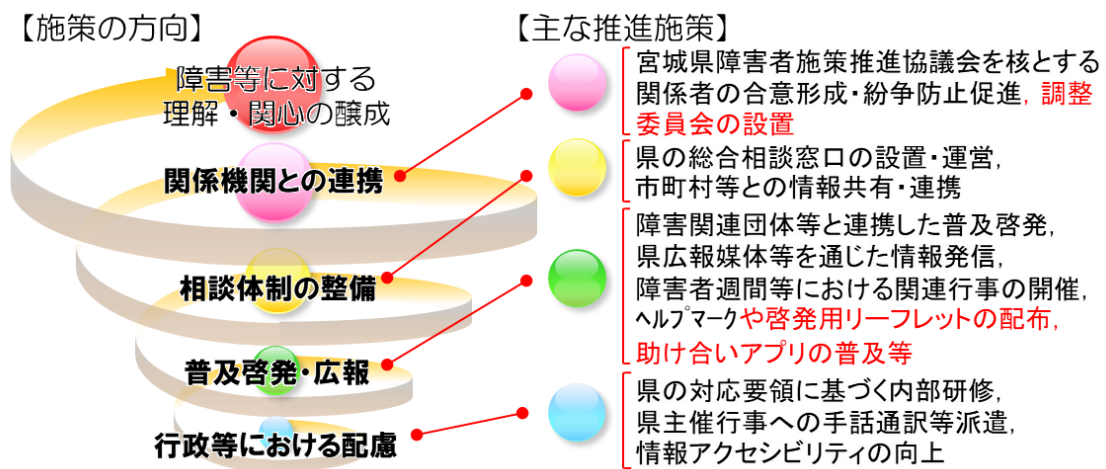 【施策の方向】
障害等に対する
理解・関心の醸成
関係機関との連携
相談体制の整備
普及啓発・広報
行政等における配慮
【主な推進施策】
宮城県障害者施策推進協議会を核とする
関係者の合意形成・紛争防止促進，調整
委員会の設置
県の総合相談窓口の設置・運営，
市町村等との情報共有・連携
障害関連団体等と連携した普及啓発，
県広報媒体等を通じた情報発信，
障害者週間等における関連行事の開催，
ﾍﾙﾌﾟﾏｰｸや啓発用リーフレットの配布，
助け合いアプリの普及等
県の対応要領に基づく内部研修，
県主催行事への手話通訳等派遣，
情報アクセシビリティの向上